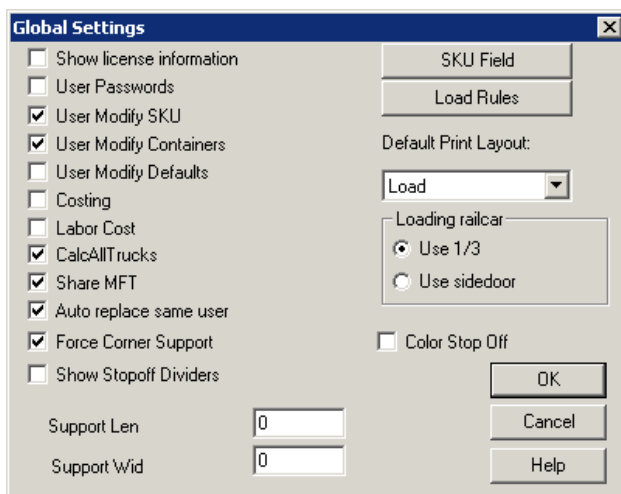 Global Settings
Show license information
User Passwords
User Modify SKU
User Modify Containers
User Modify Defaults
Costing
Labor Cost
CalcAllTrucks
Share MFT
Auto replace same user
Force Corner Support
Show Stopoff Dividers
Support Len 0
Support Wid 0
SKU Field
Load Rules
Default Print Layout:
Load
Loading railcar
Use 1/3
Use sidedoor
Color Stop Off
OK
Cancel
Help